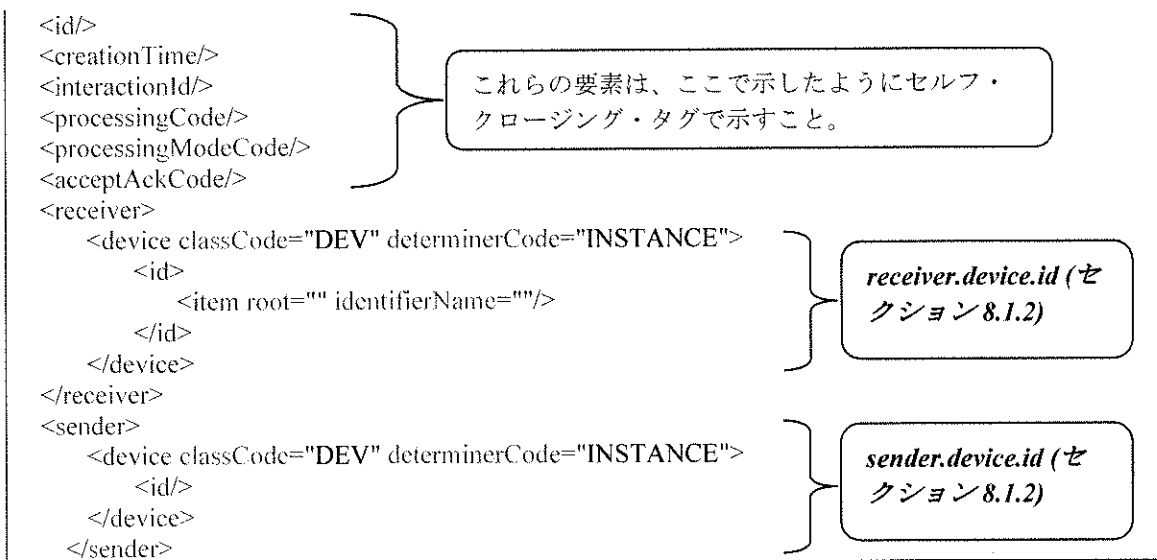 <id/>
<creationTime/>
<interactionId/>
<processingCode/>
<processingModeCode/>
<acceptAckCode/>
これらの要素は、ここで示したようにセルフ・
クロージング・タグで示すこと。
<receiver>
<device classCode="DEV" determinerCode="INSTANCE">
<id>
<item root="" identifierName=""/>
</id>
</device>
receiver.device.id (セ
クション 8.1.2)
</receiver>
<sender>
<device classCode="DEV" determinerCode="INSTANCE">
<id/>
</device>
sender.device.id (セ
クション 8.1.2)
</sender>